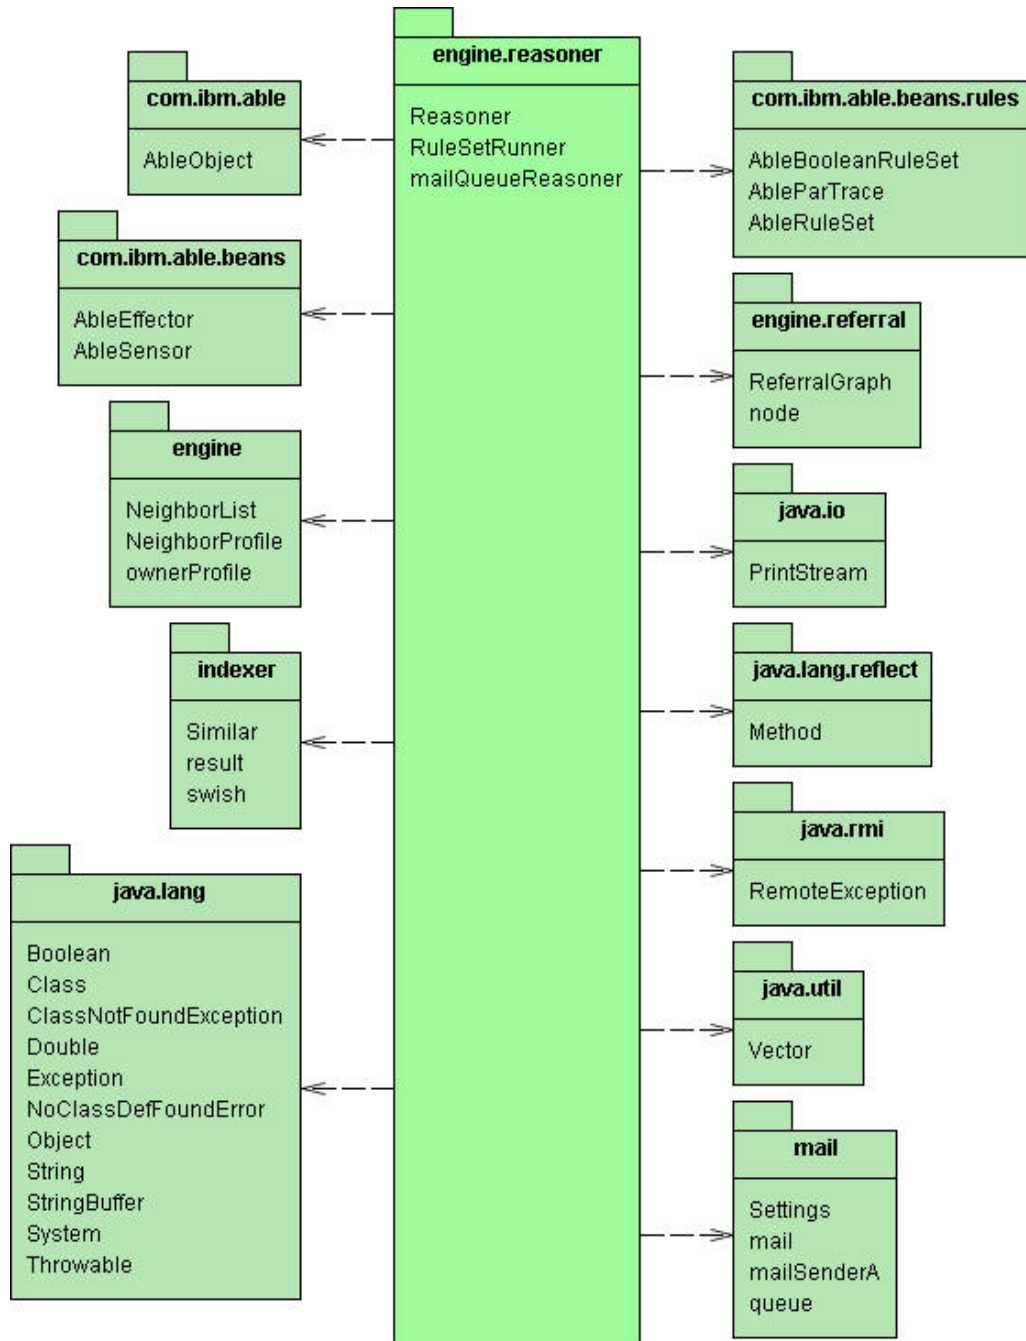 engine.reasoner
Reasoner
RuleSetRunner
mailQueueReasoner
com.ibm.able
AbleObject
com.ibm.able.beans
AbleEffector
AbleSensor
engine
NeighborList
NeighborProfile
ownerProfile
indexer
Similar
result
swish
java.lang
Boolean
Class
ClassNotFoundException
Double
Exception
NoClassDefFoundError
Object
String
StringBuffer
System
Throwable
com.ibm.able.beans.rules
AbleBooleanRuleSet
AbleParTrace
AbleRuleSet
engine.referral
ReferralGraph
node
java.io
PrintStream
java.lang.reflect
Method
java.rmi
RemoteException
java.util
Vector
mail
Settings
mail
mailSenderA
queue